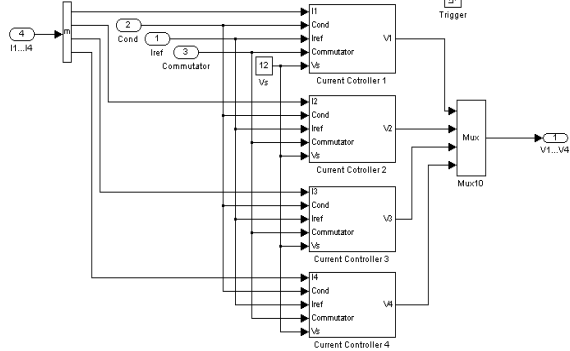 Trigger
4
I1...I4
m
2
Cond
1
Iref
3
Commutator
12
Vs
I1
Cond
Iref
Commutator
Vs
V1
Current Cotroller 1
I2
Cond
Iref
Commutator
Vs
V2
Current Cotroller 2
I3
Cond
Iref
Commutator
Vs
V3
Current Controller 3
I4
Cond
Iref
Commutator
Vs
V4
Current Controller 4
Mux
Mux10
1
V1...V4